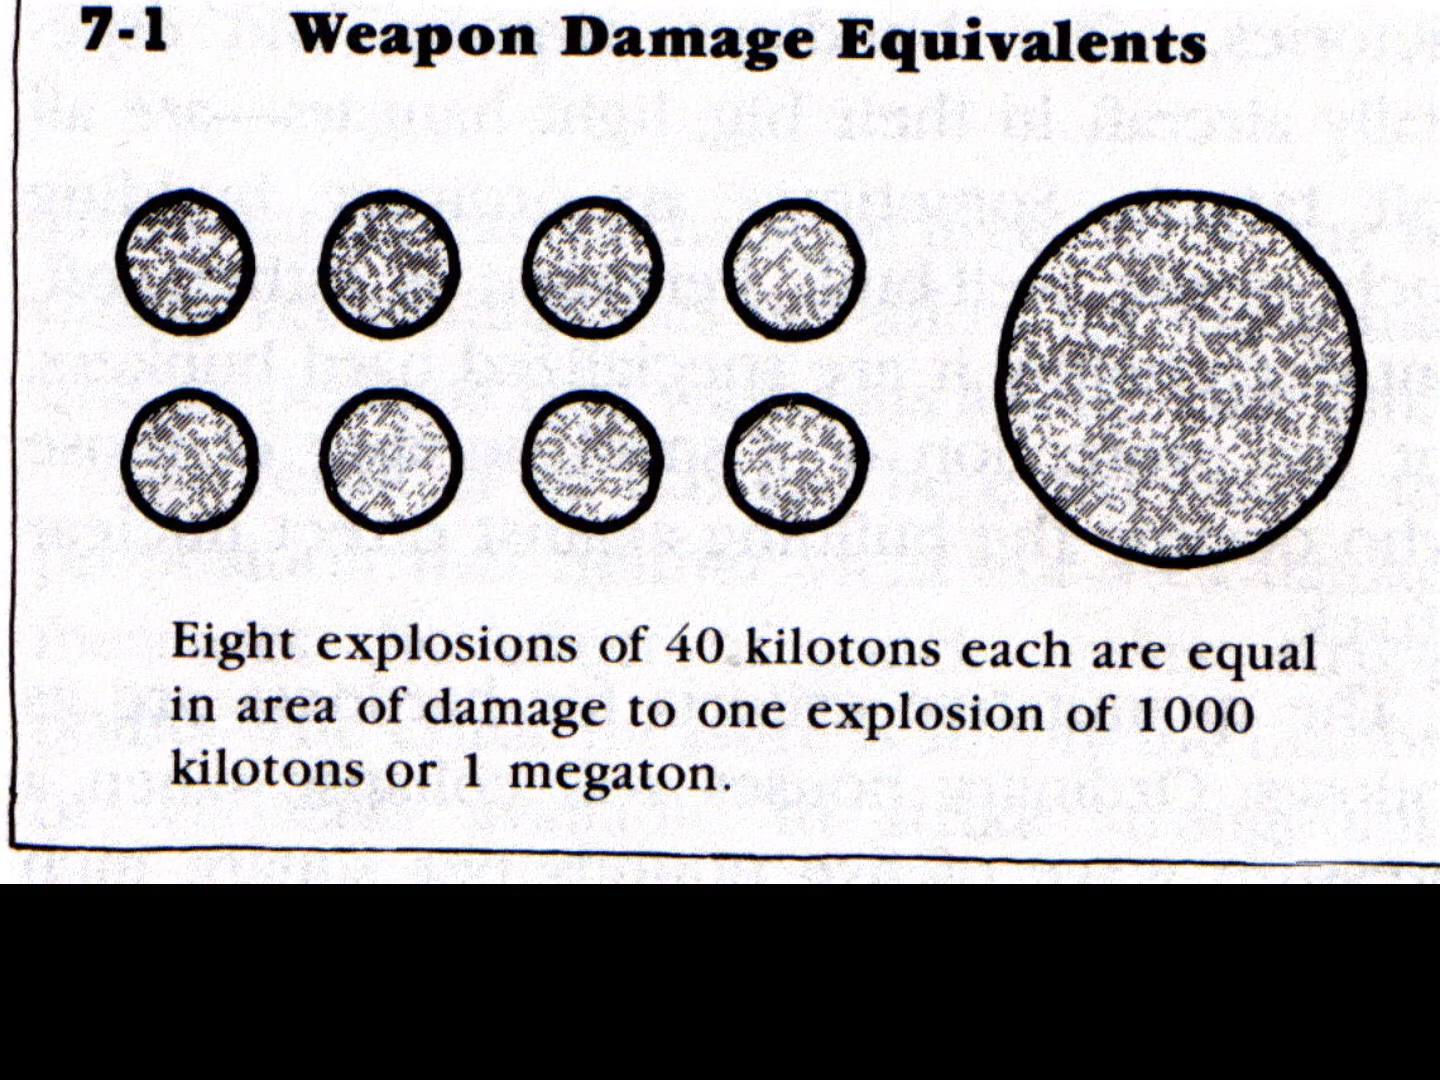 7-1 Weapon Damage Equivalents
Eight explosions of 40 kilotons each are equal
in area of damage to one explosion of 1000
kilotons or 1 megaton.